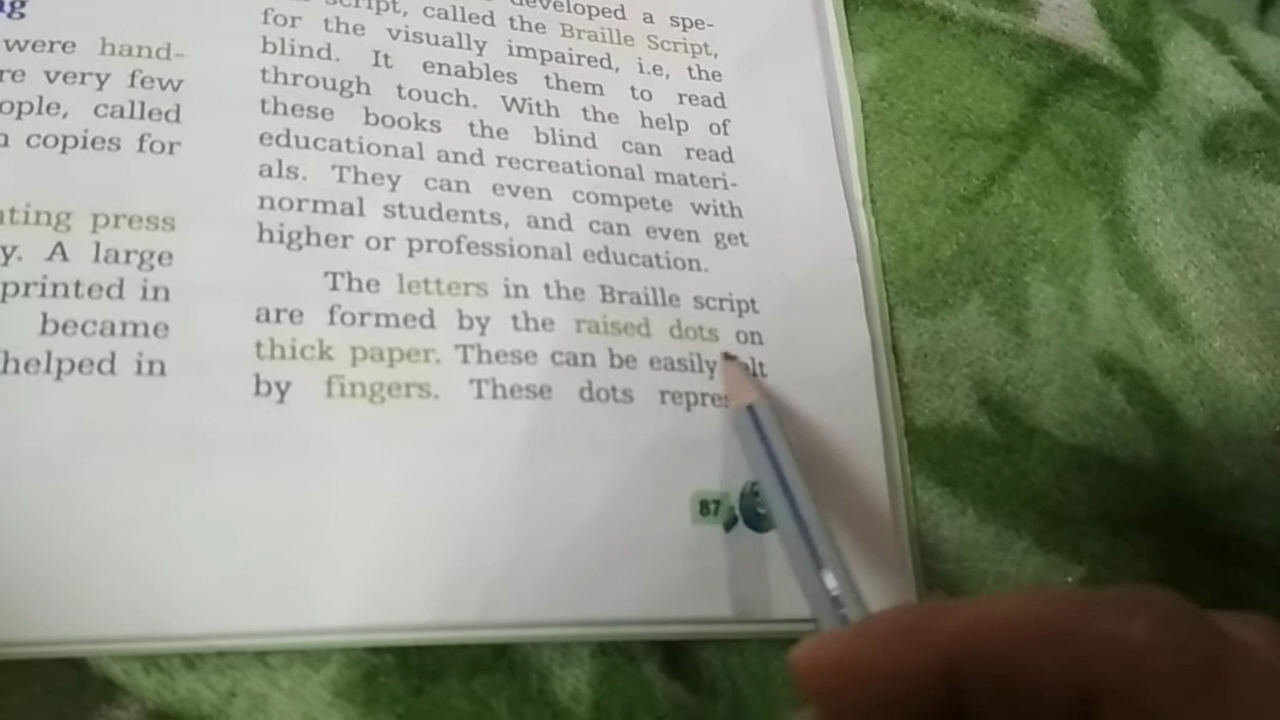 g
were hand-
re very few
ople, called
copies for
ting press
y. A large
printed in
became
helped in
developed a spe-
script, called the Braille Script,
for the visually impaired, i.e, the
blind. It enables them to read
through touch. With the help of
these books the blind can read
educational and recreational materi-
als. They can even compete with
normal students, and can even get
higher or professional education.
The letters in the Braille script
are formed by the raised dots on
thick paper. These can be easily
by fingers. These dots repre
87